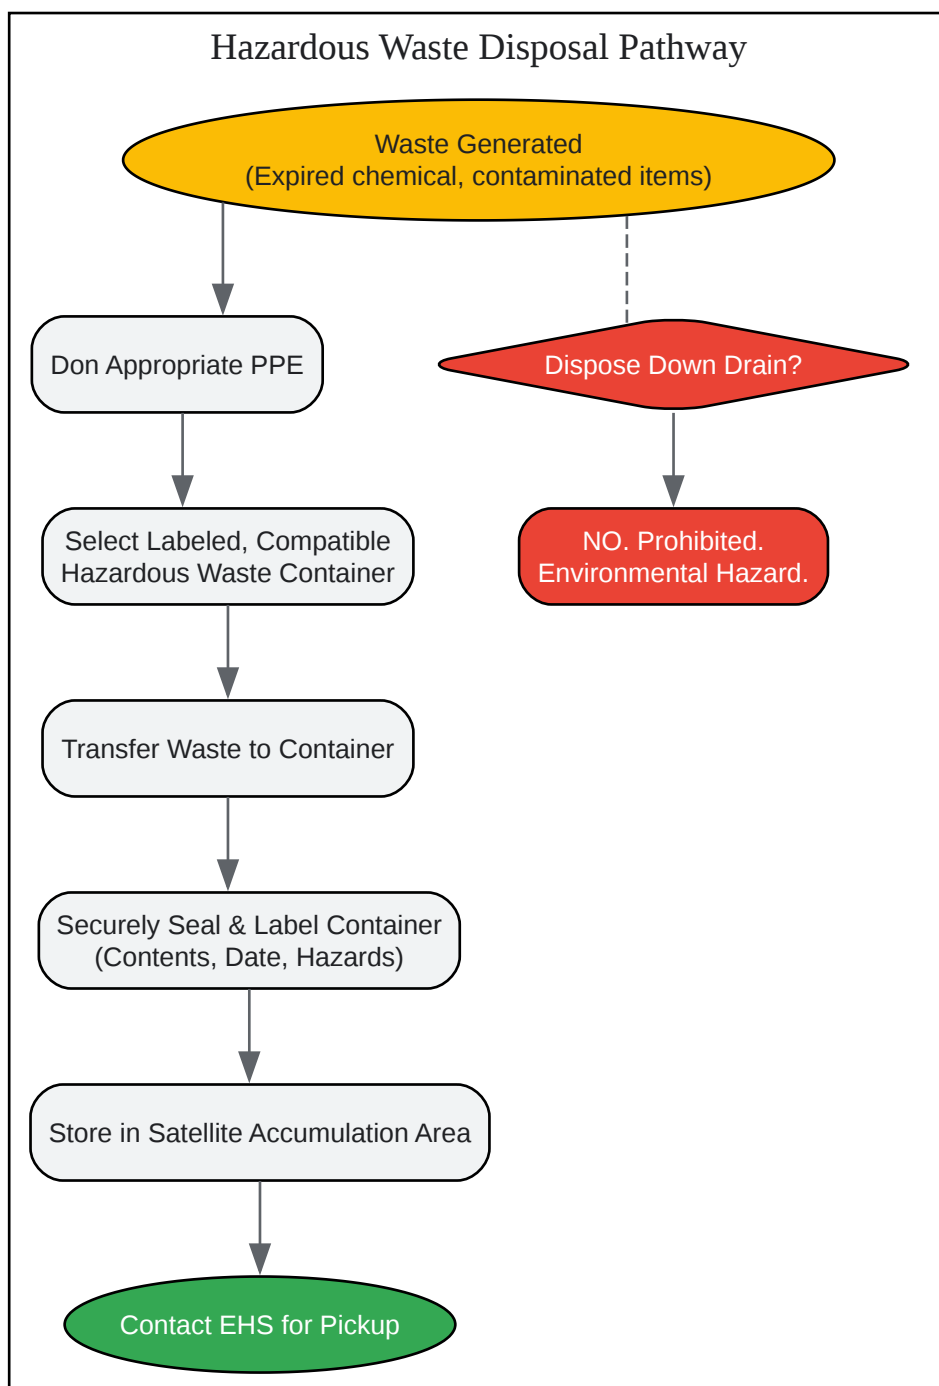 Hazardous Waste Disposal Pathway
Waste Generated
(Expired chemical, contaminated items)
Don Appropriate PPE
Dispose Down Drain?
Select Labeled, Compatible
Hazardous Waste Container
NO. Prohibited.
Environmental Hazard.
Transfer Waste to Container
Securely Seal & Label Container
(Contents, Date, Hazards)
Store in Satellite Accumulation Area
Contact EHS for Pickup